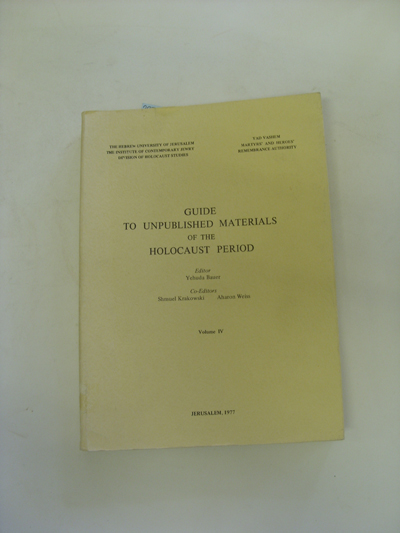 THE HEBREW UNIVERSITY OF JERUSALEM
THE INSTITUTE OF CONTEMPORARY JEWRY
DIVISION OF HOLOCAUST STUDIES
YAD VASHEM
MARTYRS' AND HEROES'
REMEMBRANCE AUTHORITY
GUIDE
TO UNPUBLISHED MATERIALS
OF THE
HOLOCAUST PERIOD
Editor
Yehuda Bauer
Co-Editors
Shmuel Krakowski Aharon Weiss
Volume IV
JERUSALEM, 1977